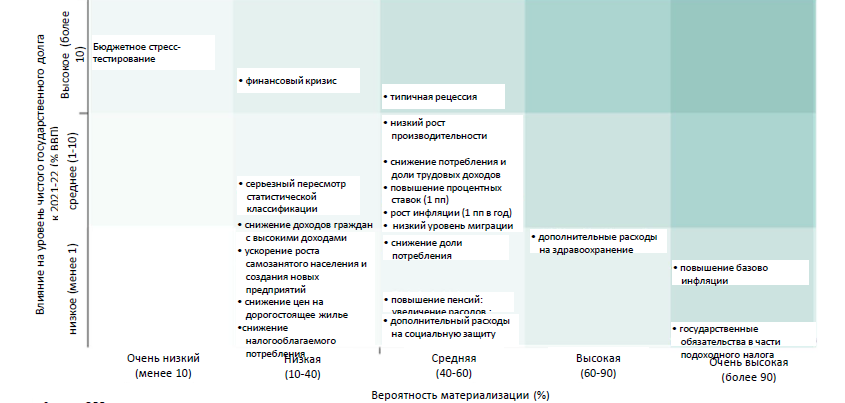 Влияние на уровень чистого государственного долга
к 2021-22 (% ВВП)
Высокое (более
10)
среднее (1-10)
низкое (менее 1)
Бюджетное стресс-
тестирование
• финансовый кризис
• типичная рецессия
• низкий рост
производительности
• снижение потребления и
доли трудовых доходов
• повышение процентных
ставок (1 пп)
• рост инфляции (1 пп в год)
• низкий уровень миграции
• серьезный пересмотр
статистической
классификации
• снижение доходов граждан
с высокими доходами
• ускорение роста
самозанятого населения и
создания новых
предприятий
• снижение цен на
дорогостоящее жилье
•снижение
налогооблагаемого
потребления
• снижение доли
потребления
• повышение пенсий:
увеличение расодов :
• дополнительный расходы
на социальную защиту
• дополнительные расходы
на здравоохранение
• повышение базово
инфляции
• государственные
обязательства в части
подоходного налога
Очень низкий
(менее 10)
Низкая
(10-40)
Средняя
(40-60)
Высокая
(60-90)
Очень высокая
(более 90)
Вероятность материализации (%)